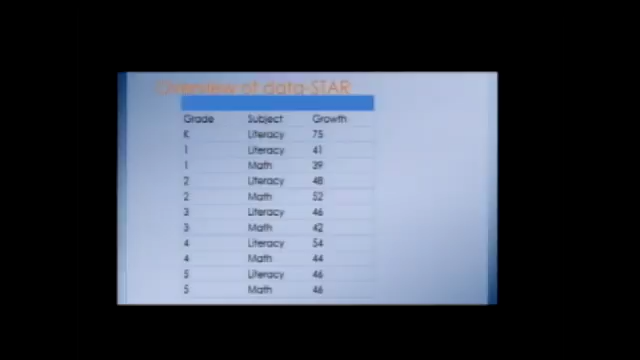 Overview of data-STAR
Grade Subject Growth
K Literacy 75
1 Literacy 41
1 Math 39
2 Literacy 48
2 Math 52
3 Literacy 46
3 Math 42
4 Literacy 54
4 Math 44
5 Literacy 46
5 Math 46